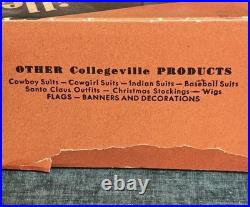 OTHER Collegeville PRODUCTS
Cowboy Suits — Cowgirl Suits — Indian Suits — Baseball Suits
Santa Claus Outfits — Christmas Stockings — Wigs
FLAGS — BANNERS AND DECORATIONS